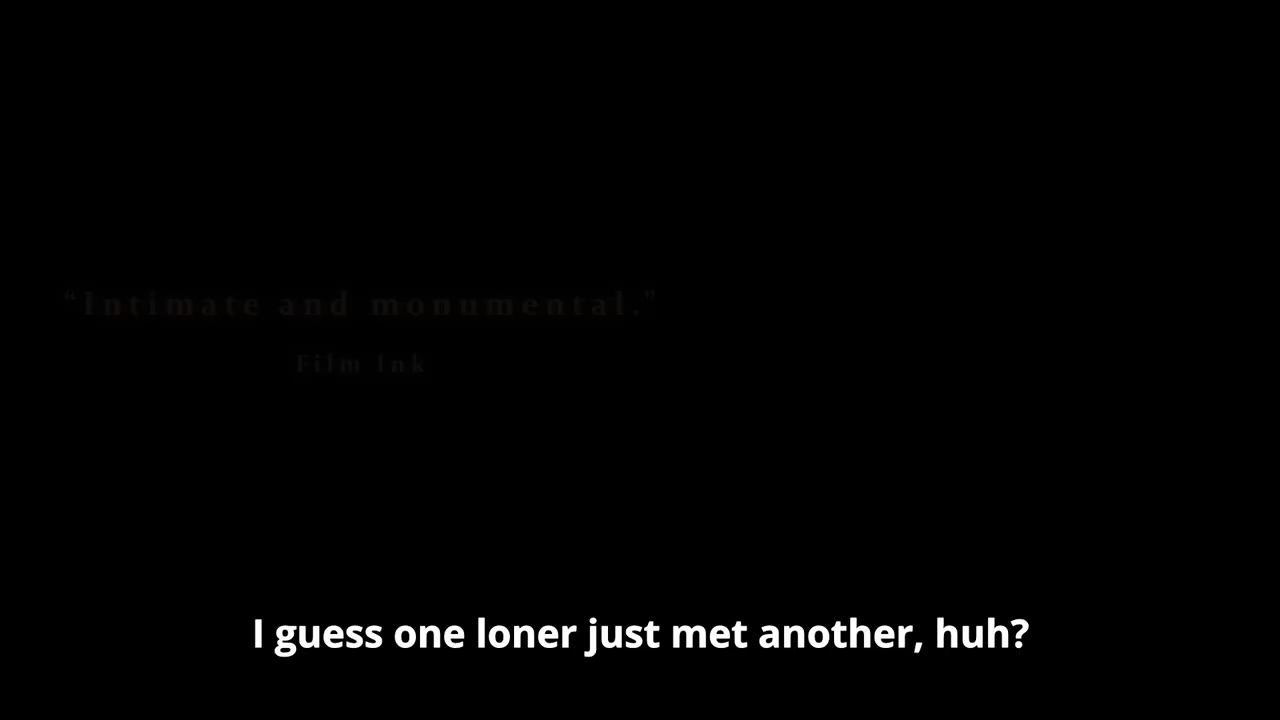 “Intimate and monumental.”
Film Ink
I guess one loner just met another, huh?